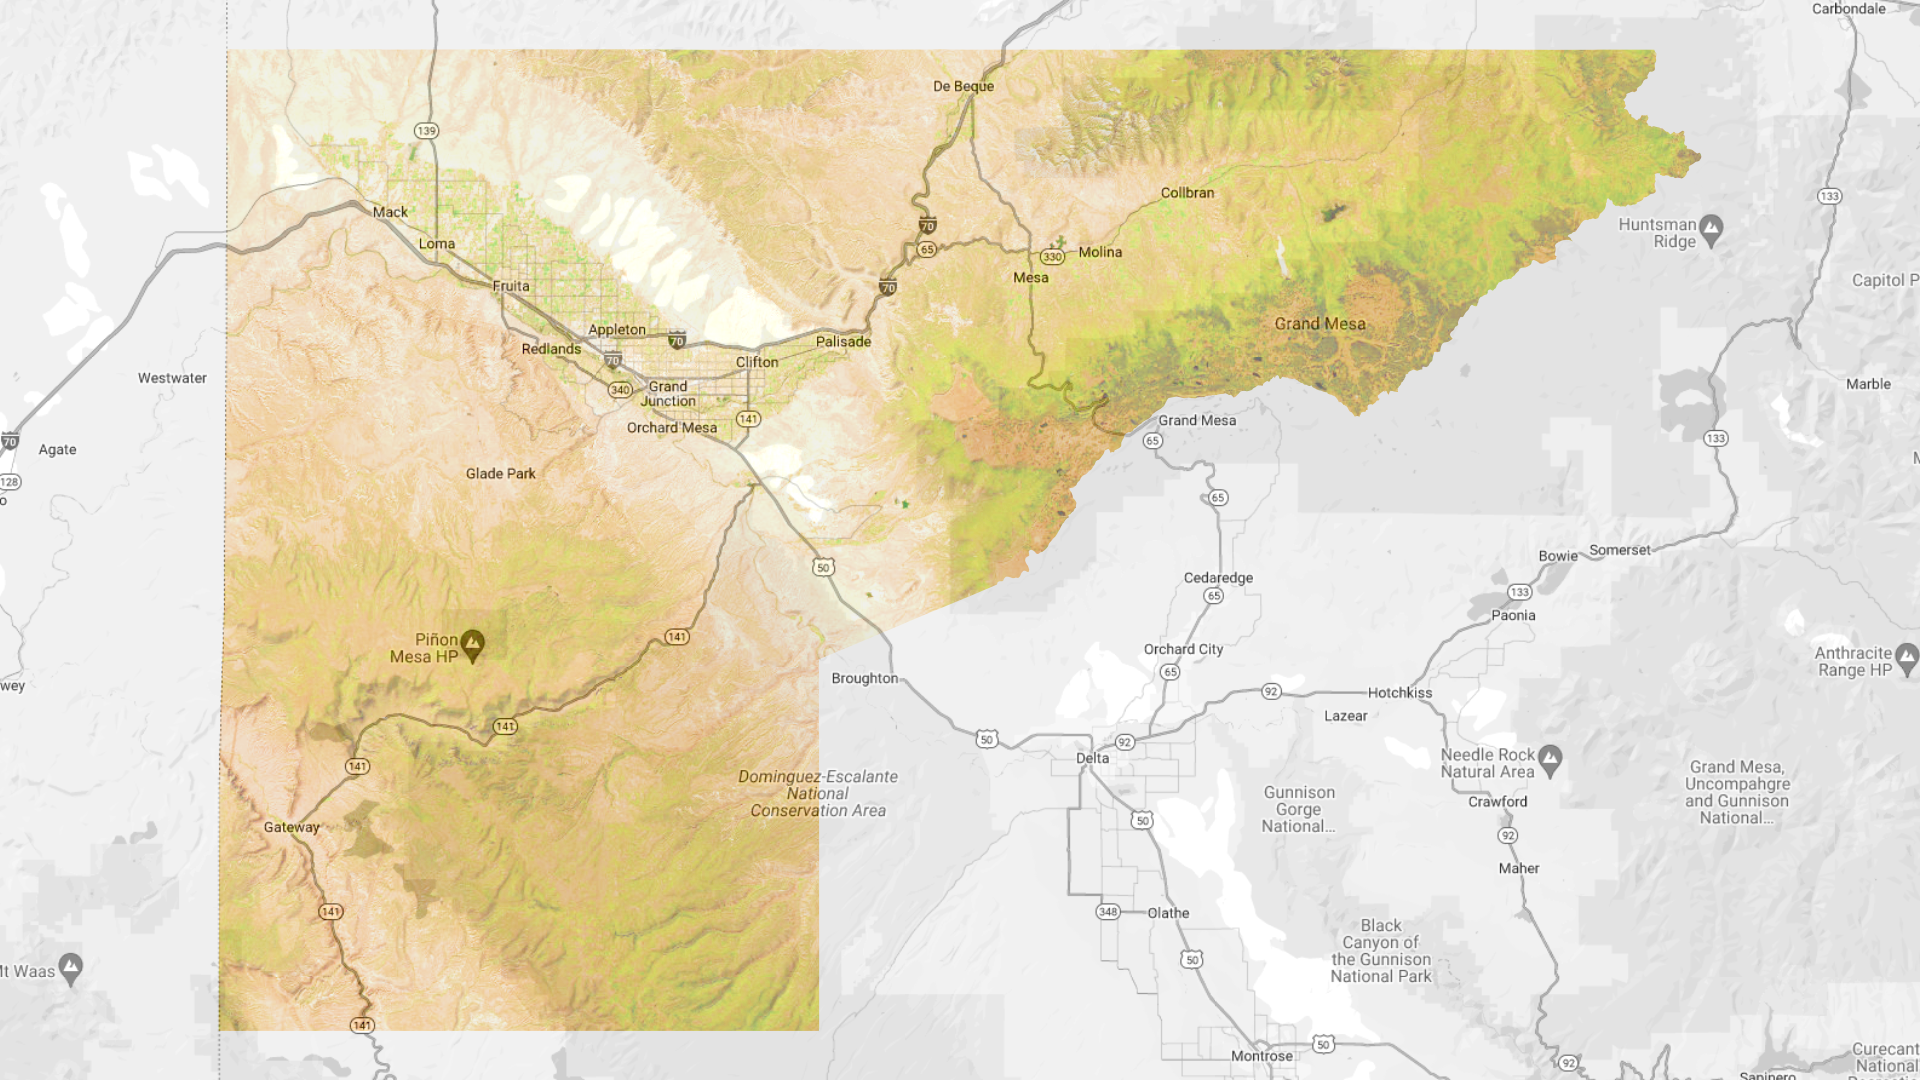 Carbondale
De Beque
139
133
Collbran
Mack
Huntsman
Ridge
70
65
Loma
330
Molina
Mesa
Capitol P
Fruita
70
Grand Mesa
Appleton
70
Palisade
Redlands
70
Clifton
Westwater
340
Grand
Junction
Marble
141
Orchard Mesa
Grand Mesa
65
133
70
Agate
Glade Park
128
65
Bowie
Somerset
50
Cedaredge
65
133
Paonia
Piñon
Mesa HP
141
Orchard City
Anthracite
Range HP
65
wey
Broughton
92
Hotchkiss
Lazear
141
50
92
Delta
Needle Rock
Natural Area
141
Dominguez-Escalante
National
Conservation Area
Grand Mesa,
Uncompahgre
and Gunnison
National...
Gunnison
Gorge
National...
Crawford
50
Gateway
92
Maher
141
348
Olathe
Black
Canyon of
the Gunnison
National Park
50
Mt Waas
141
50
Montrose
92
Curecant
National
Sapinero